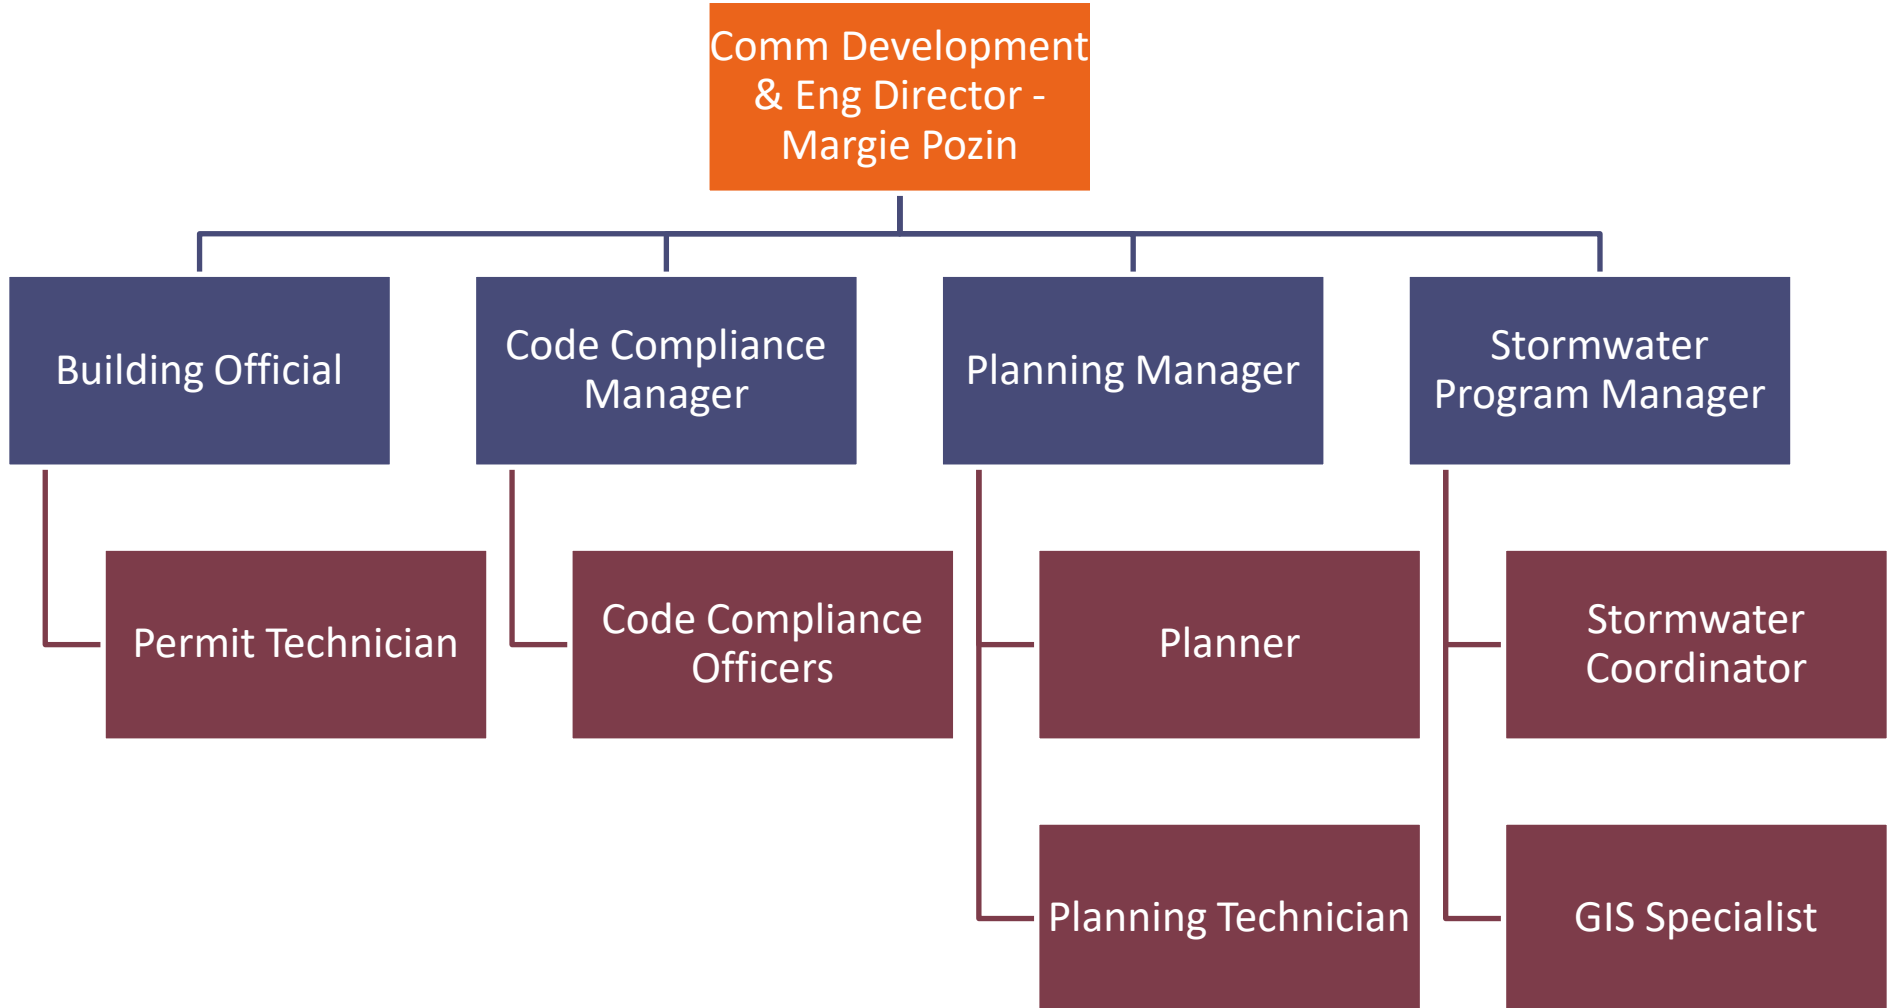 Comm Development
& Eng Director -
Margie Pozin
Building Official
Code Compliance
Manager
Planning Manager
Stormwater
Program Manager
Permit Technician
Code Compliance
Officers
Planner
Stormwater
Coordinator
Planning Technician
GIS Specialist